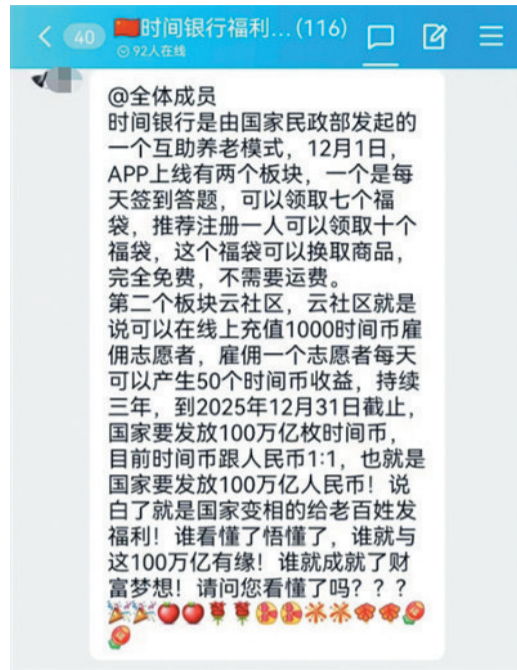 40
🇨🇳时间银行福利...(116)
92人在线
@全体成员
时间银行是由国家民政部发起的
一个互助养老模式，12月1日，
APP上线有两个板块，一个是每
天签到答题，可以领取七个福
袋，推荐注册一人可以领取十个
福袋，这个福袋可以换取商品，
完全免费，不需要运费。
第二个板块云社区，云社区就是
说可以在线上充值1000时间币雇
佣志愿者，雇佣一个志愿者每天
可以产生50个时间币收益，持续
三年，到2025年12月31日截止，
国家要发放100万亿枚时间币，
目前时间币跟人民币1:1，也就是
国家要发放100万亿人民币！说
白了就是国家变相的给老百姓发
福利！谁看懂了悟懂了，谁就与
这100万亿有缘！谁就成就了财
富梦想！请问您看懂了吗？？？